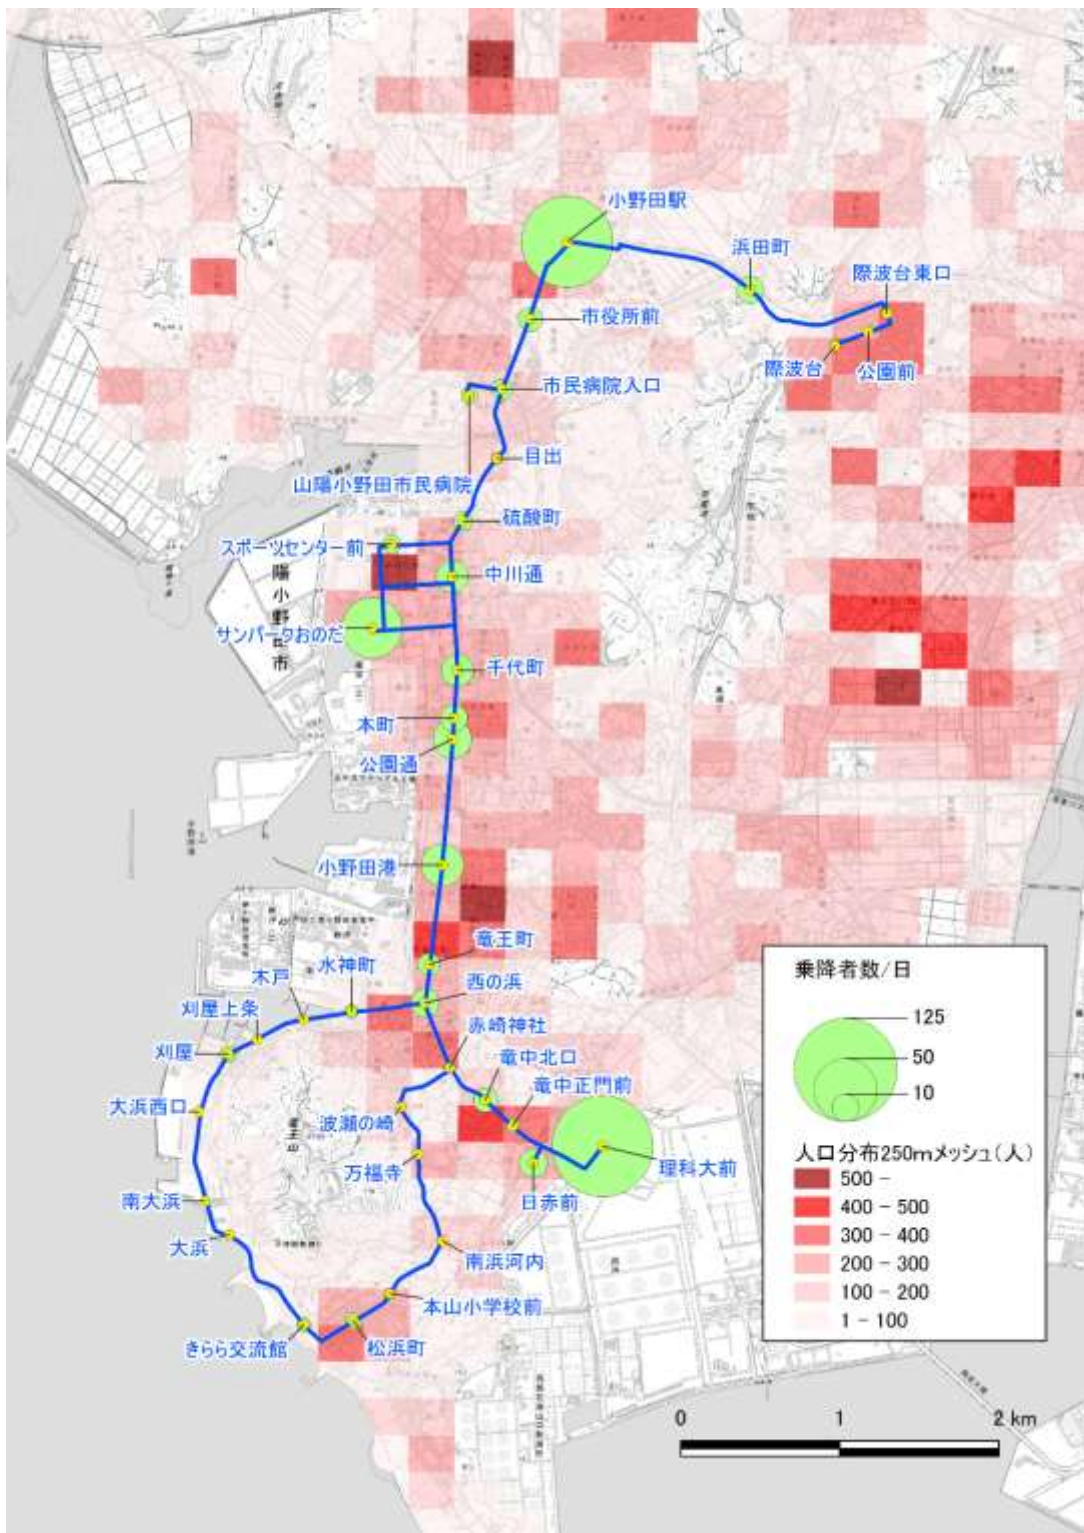 小野田駅
浜田町
際波台東口
市役所前
際波台
公園前
市民病院入口
目出
山陽小野田市民病院
硫酸町
スポーツセンター前
中川通
陽小野田市
サンパークおのだ
千代町
本町
公園通
小野田港
竜王町
水神町
西の浜
木戸
刈屋上条
赤崎神社
刈屋
竜中北口
竜中正門前
大浜西口
波瀬の崎
竜王山
万福寺
理科大前
日赤前
南大浜
大浜
南浜河内
本山小学校前
きらら交流館
松浜町
乗降者数/日
125
50
10
人口分布250mメッシュ(人)
500 -
400 - 500
300 - 400
200 - 300
100 - 200
1 - 100
0 1 2 km